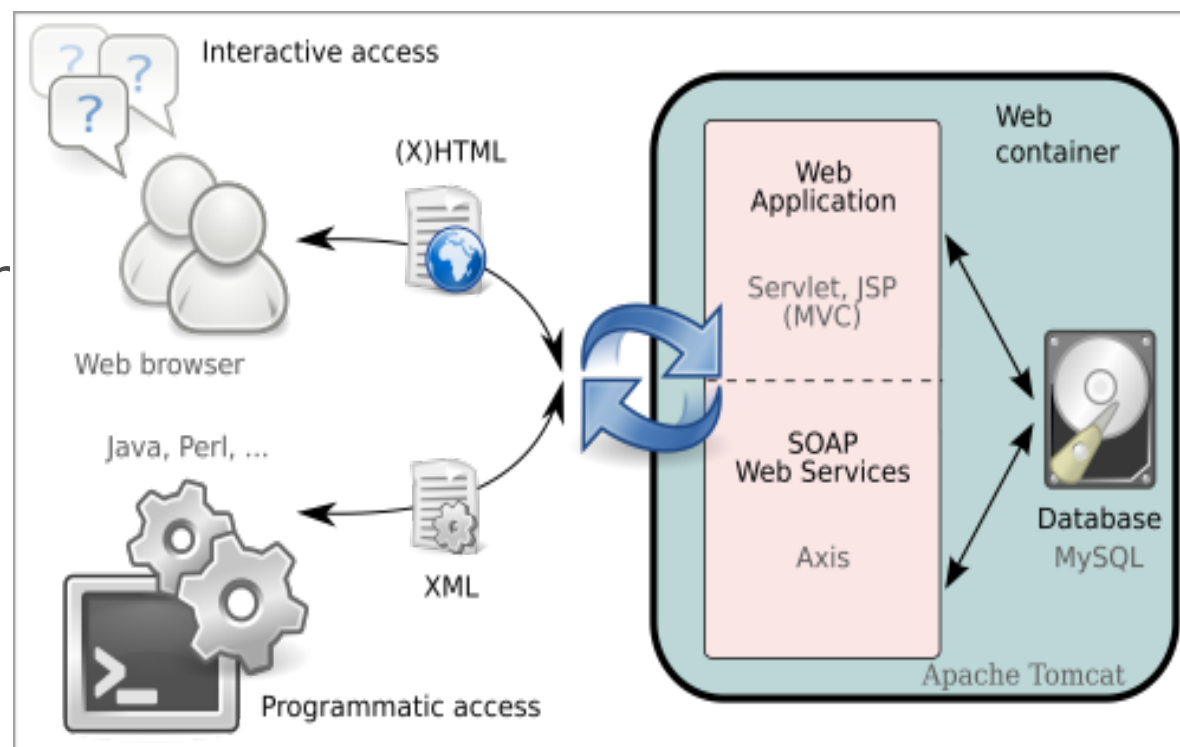 Interactive access
(X)HTML
Web browser
Java, Perl, ...
XML
Programmatic access
Web
container
Web
Application
Servlet, JSP
(MVC)
SOAP
Web Services
Axis
Database
MySQL
Apache Tomcat
? ? ?
>_